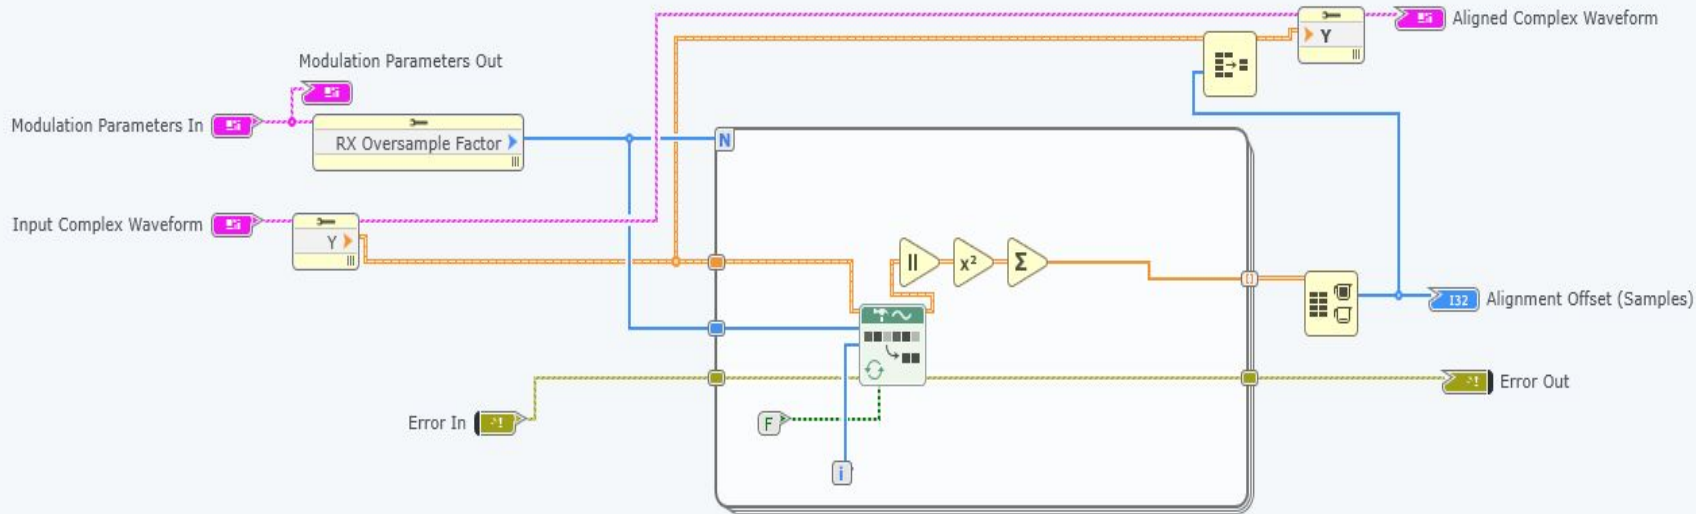 Aligned Complex Waveform
Y
Modulation Parameters Out
Modulation Parameters In
RX Oversample Factor
N
Input Complex Waveform
Y
||
x²
Σ
I32
Alignment Offset (Samples)
Error In
F
i
Error Out